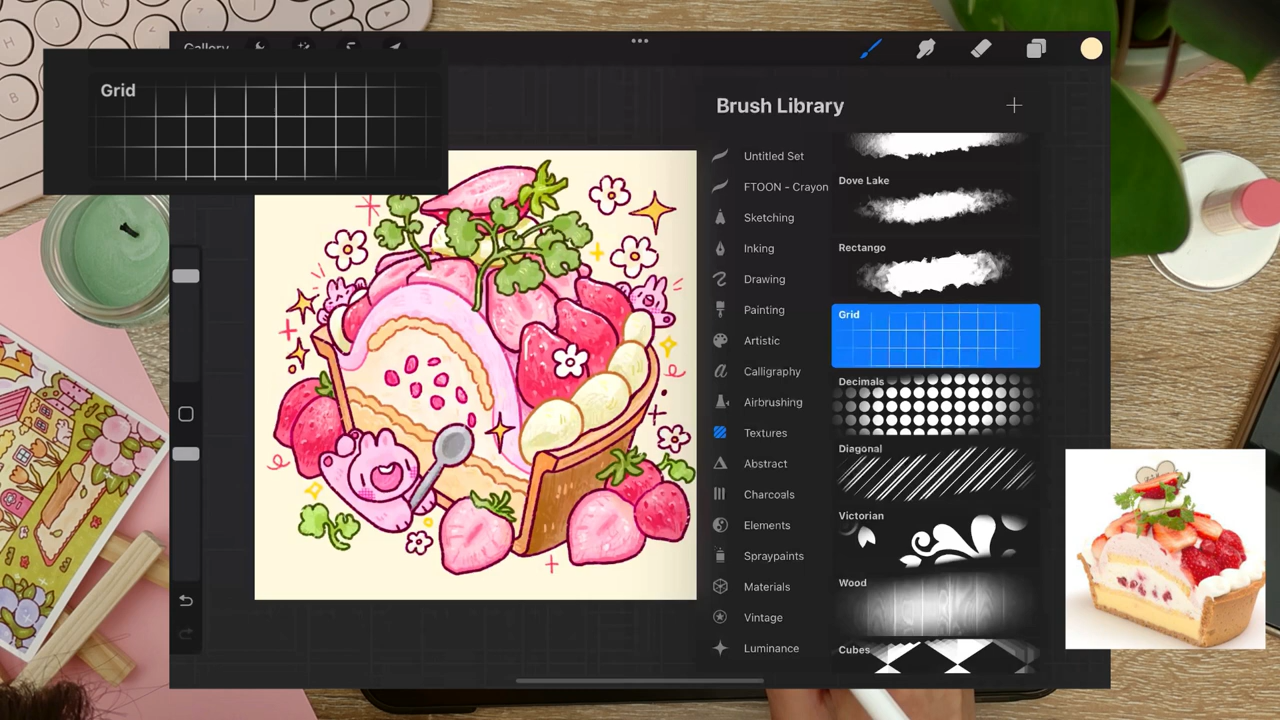 Gallery
Grid
Brush Library
Untitled Set
FTOON - Crayon
Sketching
Inking
Drawing
Painting
Artistic
Calligraphy
Airbrushing
Textures
Abstract
Charcoals
Elements
Spraypaints
Materials
Vintage
Luminance
Dove Lake
Rectango
Grid
Decimals
Diagonal
Victorian
Wood
Cubes
H
B